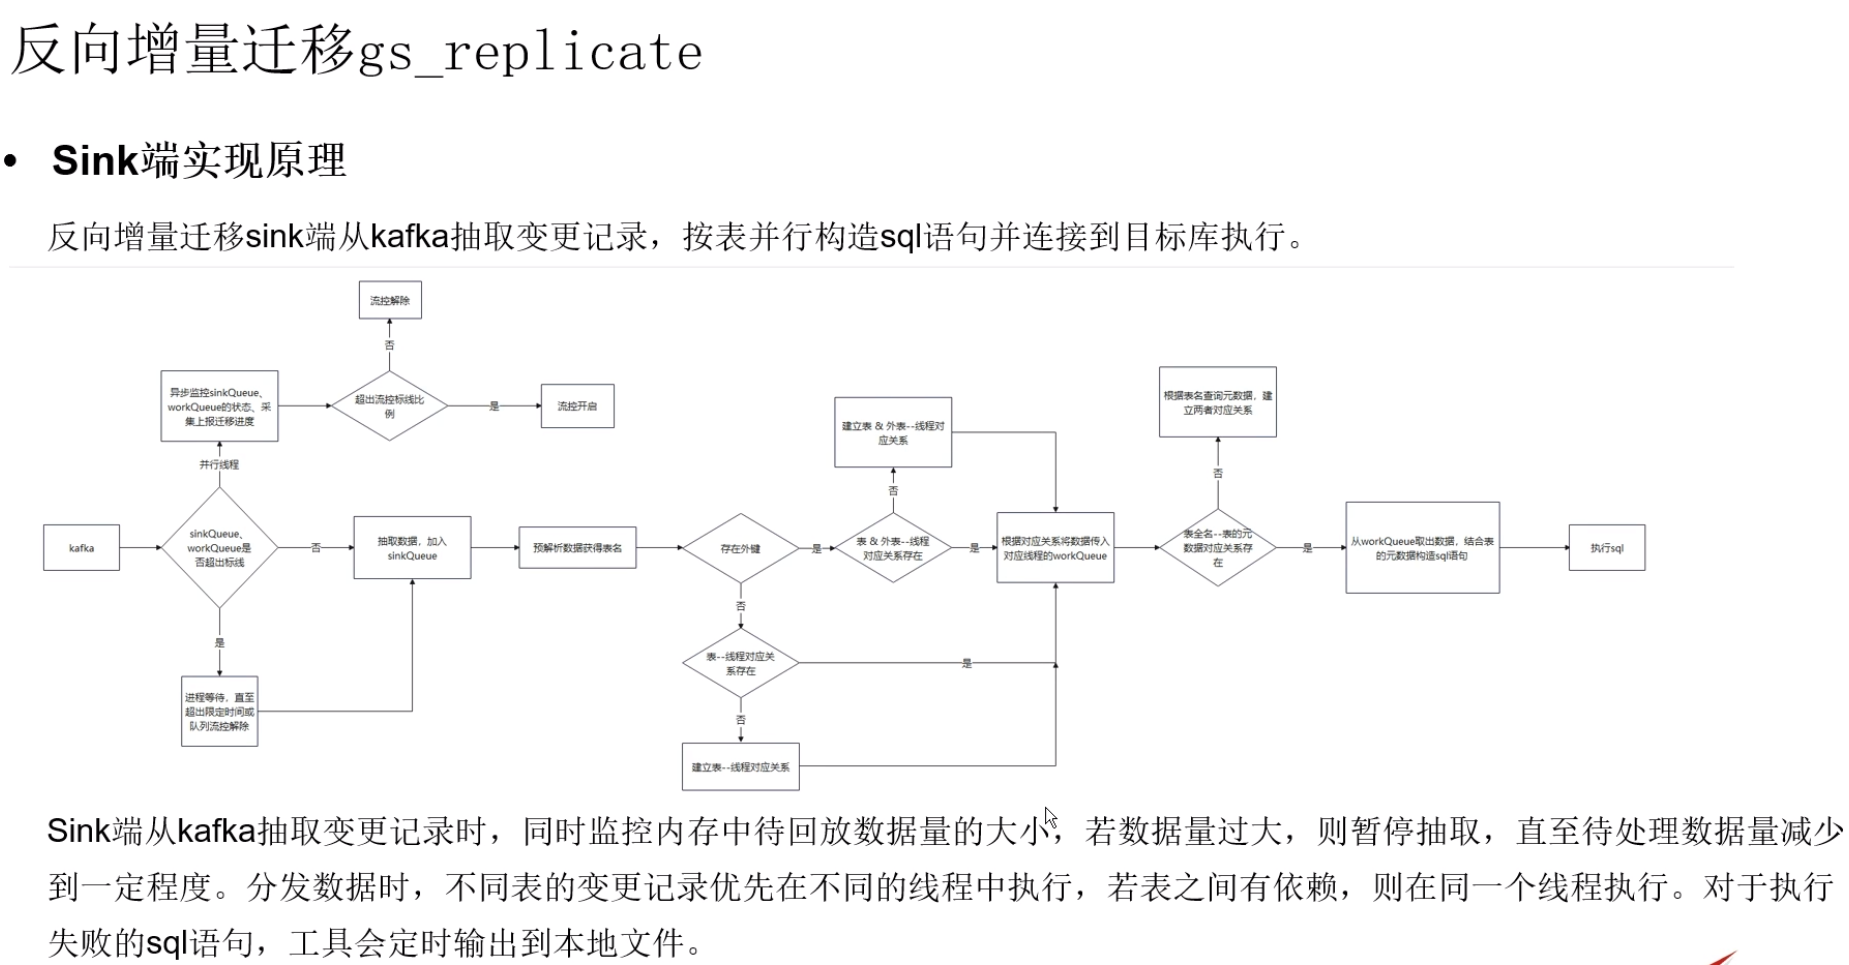 反向增量迁移gs_replicate
• Sink端实现原理
反向增量迁移sink端从kafka抽取变更记录，按表并行构造sql语句并连接到目标库执行。
流控解除
否
异步监控sinkQueue、
workQueue的状态、采
集上报迁移进度
超出流控标线比
例
是
流控开启
并行线程
kafka
sinkQueue、
workQueue是
否超出标线
否
抽取数据，加入
sinkQueue
是
进程等待，直至
超出限定时间或
队列流控解除
预解析数据获得表名
存在外键
是
表 & 外表--线程
对应关系存在
否
建立表 & 外表--线程对
应关系
是
根据对应关系将数据传入
对应线程的workQueue
否
表--线程对应关
系存在
是
否
建立表--线程对应关系
表全名--表的元
数据对应关系存
在
否
根据表名查询元数据，建
立两者对应关系
是
从workQueue取出数据，结合表
的元数据构造sql语句
执行sql
Sink端从kafka抽取变更记录时，同时监控内存中待回放数据量的大小，若数据量过大，则暂停抽取，直至待处理数据量减少
到一定程度。分发数据时，不同表的变更记录优先在不同的线程中执行，若表之间有依赖，则在同一个线程执行。对于执行
失败的sql语句，工具会定时输出到本地文件。